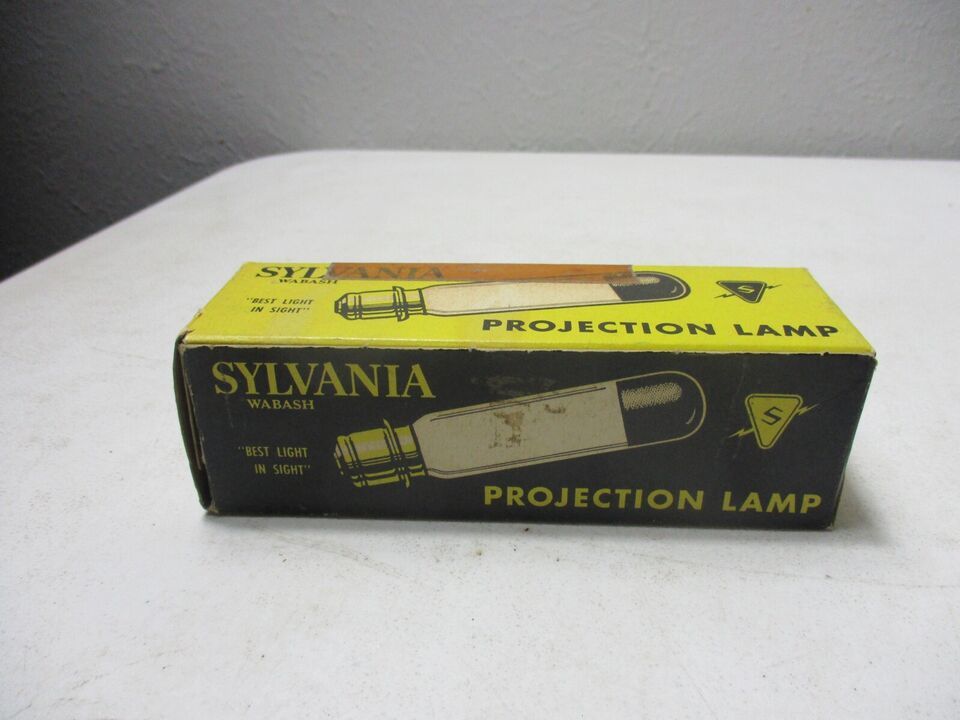 SYLVANIA
WABASH
"BEST LIGHT
IN SIGHT"
S
PROJECTION LAMP
SYLVANIA
WABASH
"BEST LIGHT
IN SIGHT"
S
PROJECTION LAMP